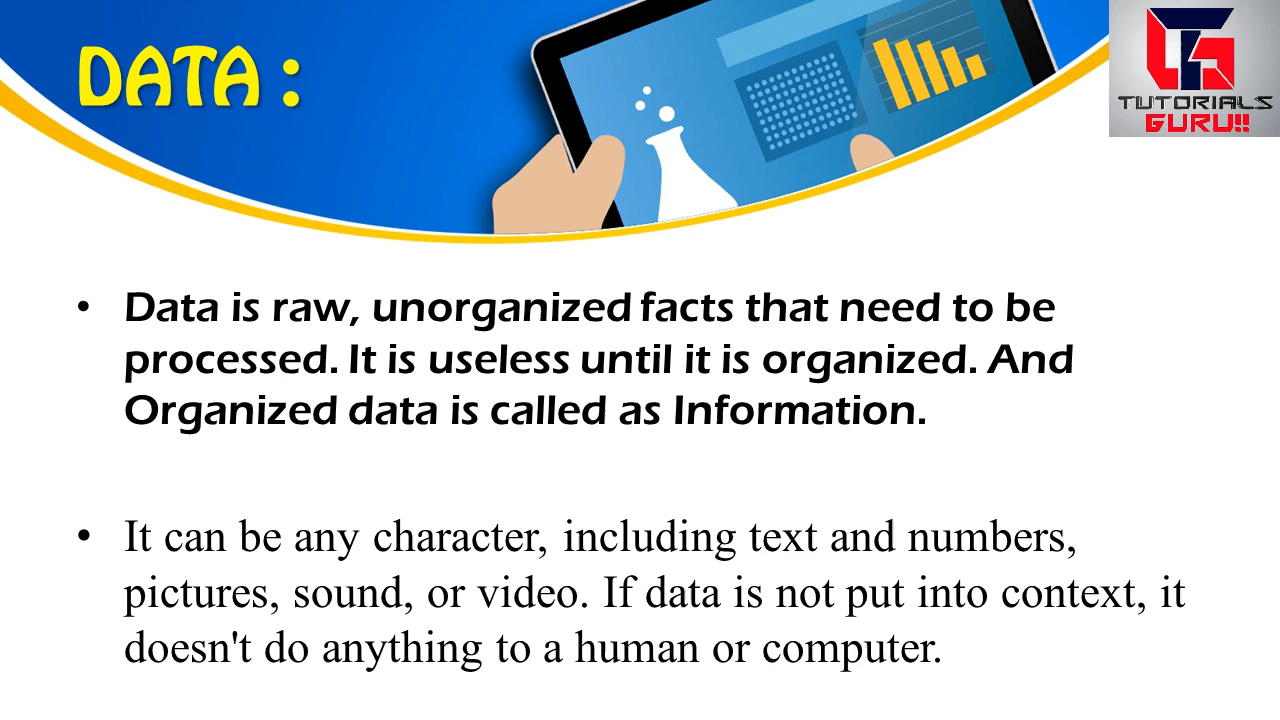 DATA :
TUTORIALS
GURU!!
• Data is raw, unorganized facts that need to be
processed. It is useless until it is organized. And
Organized data is called as Information.
• It can be any character, including text and numbers,
pictures, sound, or video. If data is not put into context, it
doesn't do anything to a human or computer.